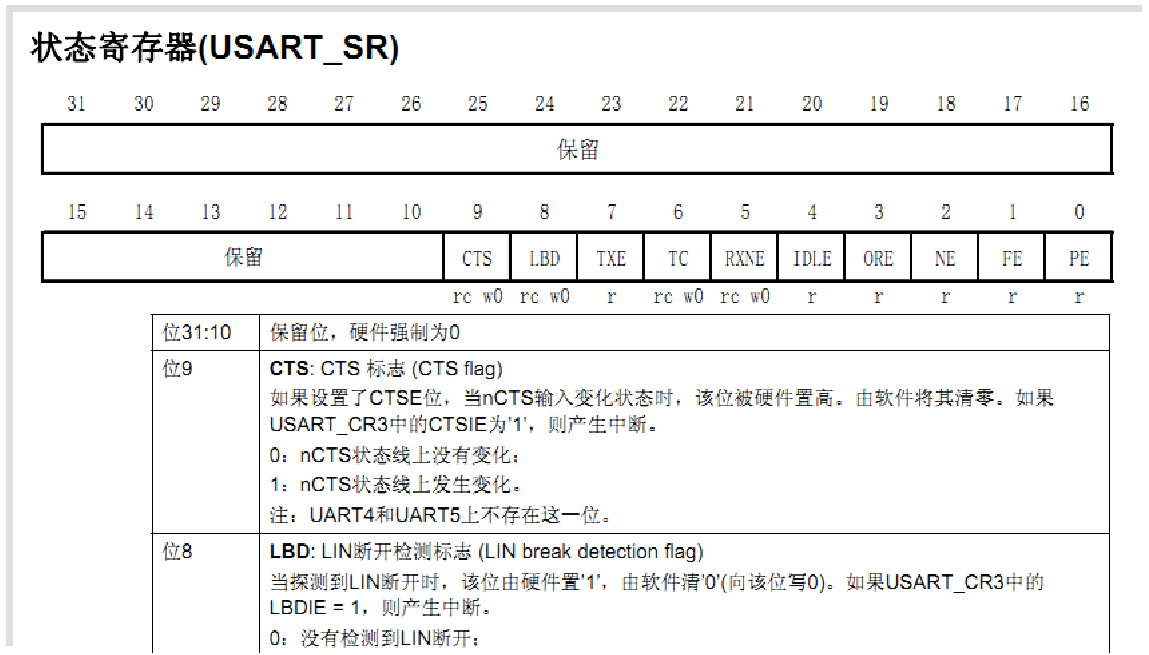 状态寄存器(USART_SR)
31 30 29 28 27 26 25 24 23 22 21 20 19 18 17 16
保留
15 14 13 12 11 10 9 8 7 6 5 4 3 2 1 0
保留 CTS LBD TXE TC RXNE IDLE ORE NE FE PE
rc w0 rc w0 r rc w0 rc w0 r r r r r
位31:10 保留位，硬件强制为0
位9 CTS: CTS 标志 (CTS flag)
如果设置了CTSE位，当nCTS输入变化状态时，该位被硬件置高。由软件将其清零。如果
USART_CR3中的CTSIE为'1'，则产生中断。
0：nCTS状态线上没有变化；
1：nCTS状态线上发生变化。
注：UART4和UART5上不存在这一位。
位8 LBD: LIN断开检测标志 (LIN break detection flag)
当探测到LIN断开时，该位由硬件置'1'，由软件清'0'(向该位写0)。如果USART_CR3中的
LBDIE = 1，则产生中断。
0：没有检测到LIN断开；